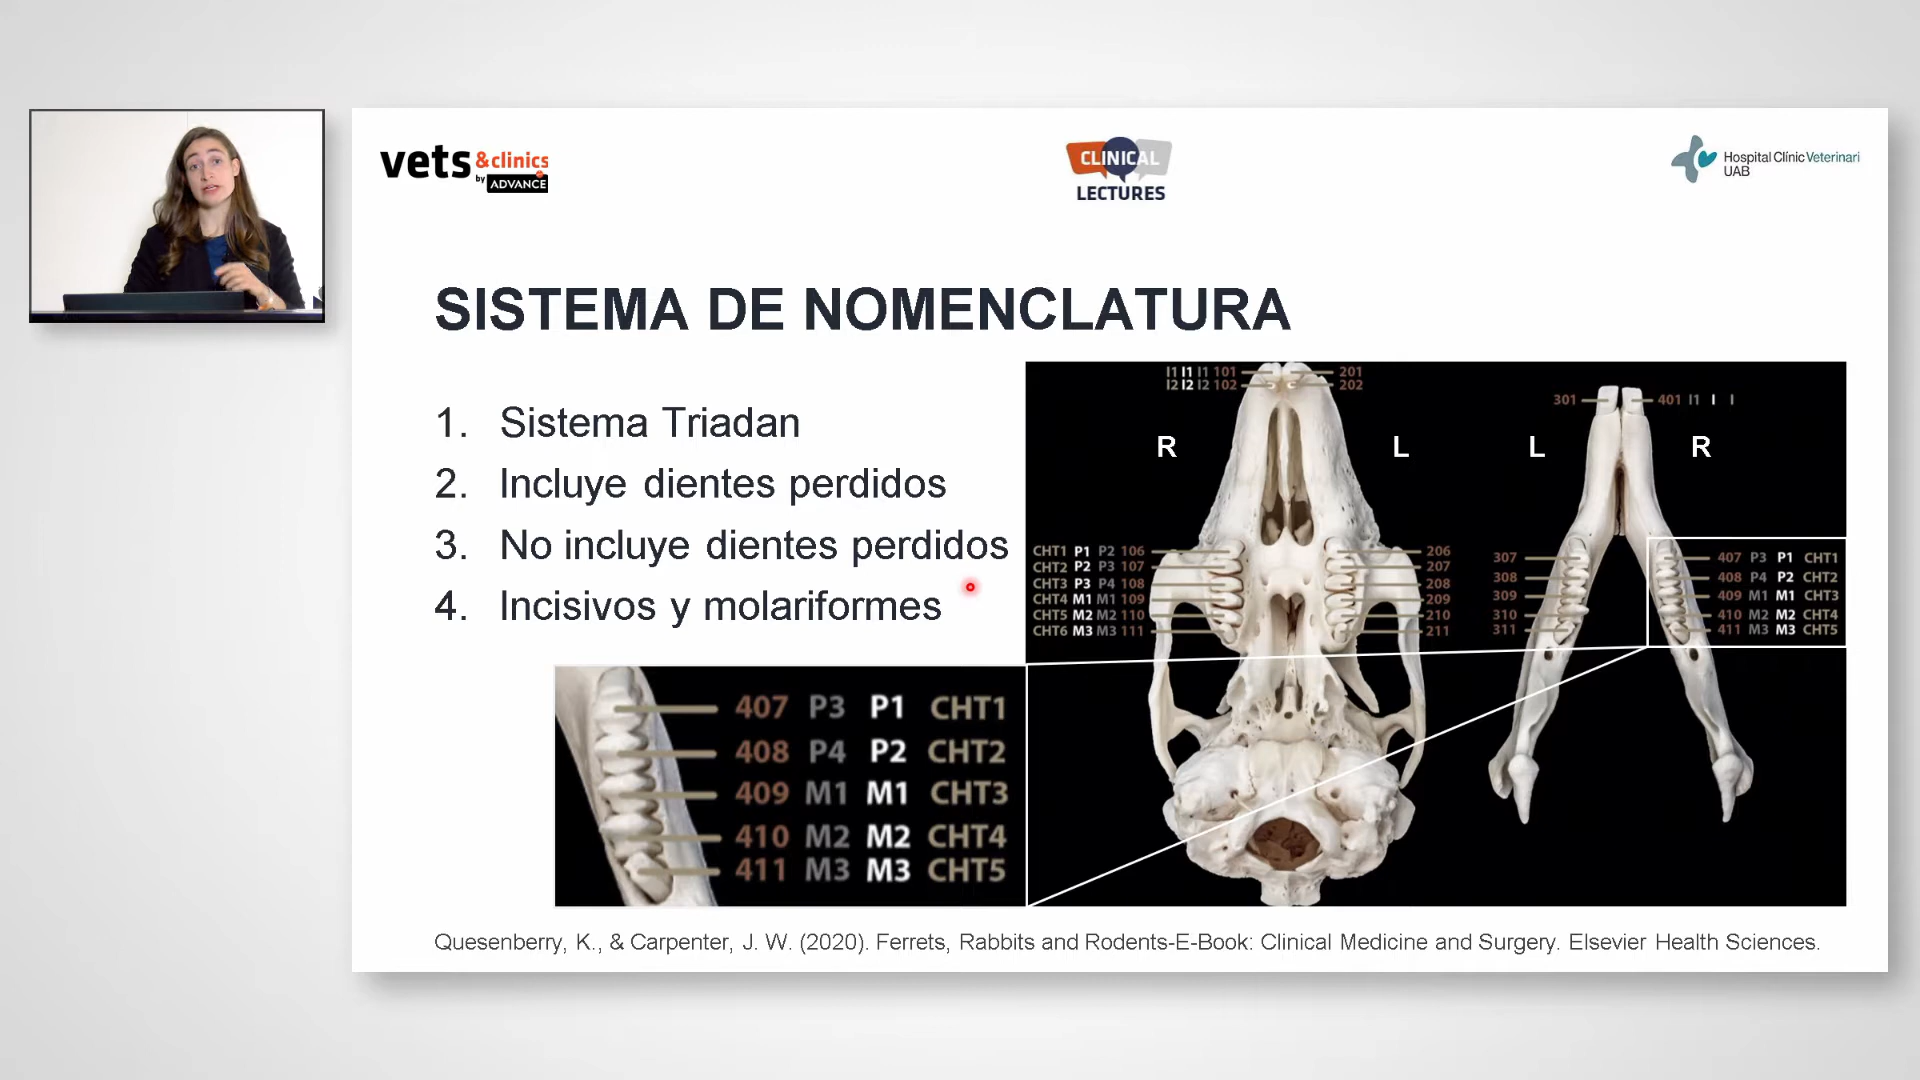 vets &clinics
by ADVANCE
CLINICAL
LECTURES
Hospital Clínic Veterinari
UAB
SISTEMA DE NOMENCLATURA
1. Sistema Triadan
2. Incluye dientes perdidos
3. No incluye dientes perdidos
4. Incisivos y molariformes
I1 I1 I1 101
I2 I2 I2 102
201
202
R
L
CHT1 P1 P2 106
CHT2 P2 P3 107
CHT3 P3 P4 108
CHT4 M1 M1 109
CHT5 M2 M2 110
CHT6 M3 M3 111
206
207
208
209
210
211
301
401 I1 I I
L
R
307
308
309
310
311
407 P3 P1 CHT1
408 P4 P2 CHT2
409 M1 M1 CHT3
410 M2 M2 CHT4
411 M3 M3 CHT5
407 P3 P1 CHT1
408 P4 P2 CHT2
409 M1 M1 CHT3
410 M2 M2 CHT4
411 M3 M3 CHT5
Quesenberry, K., & Carpenter, J. W. (2020). Ferrets, Rabbits and Rodents-E-Book: Clinical Medicine and Surgery. Elsevier Health Sciences.